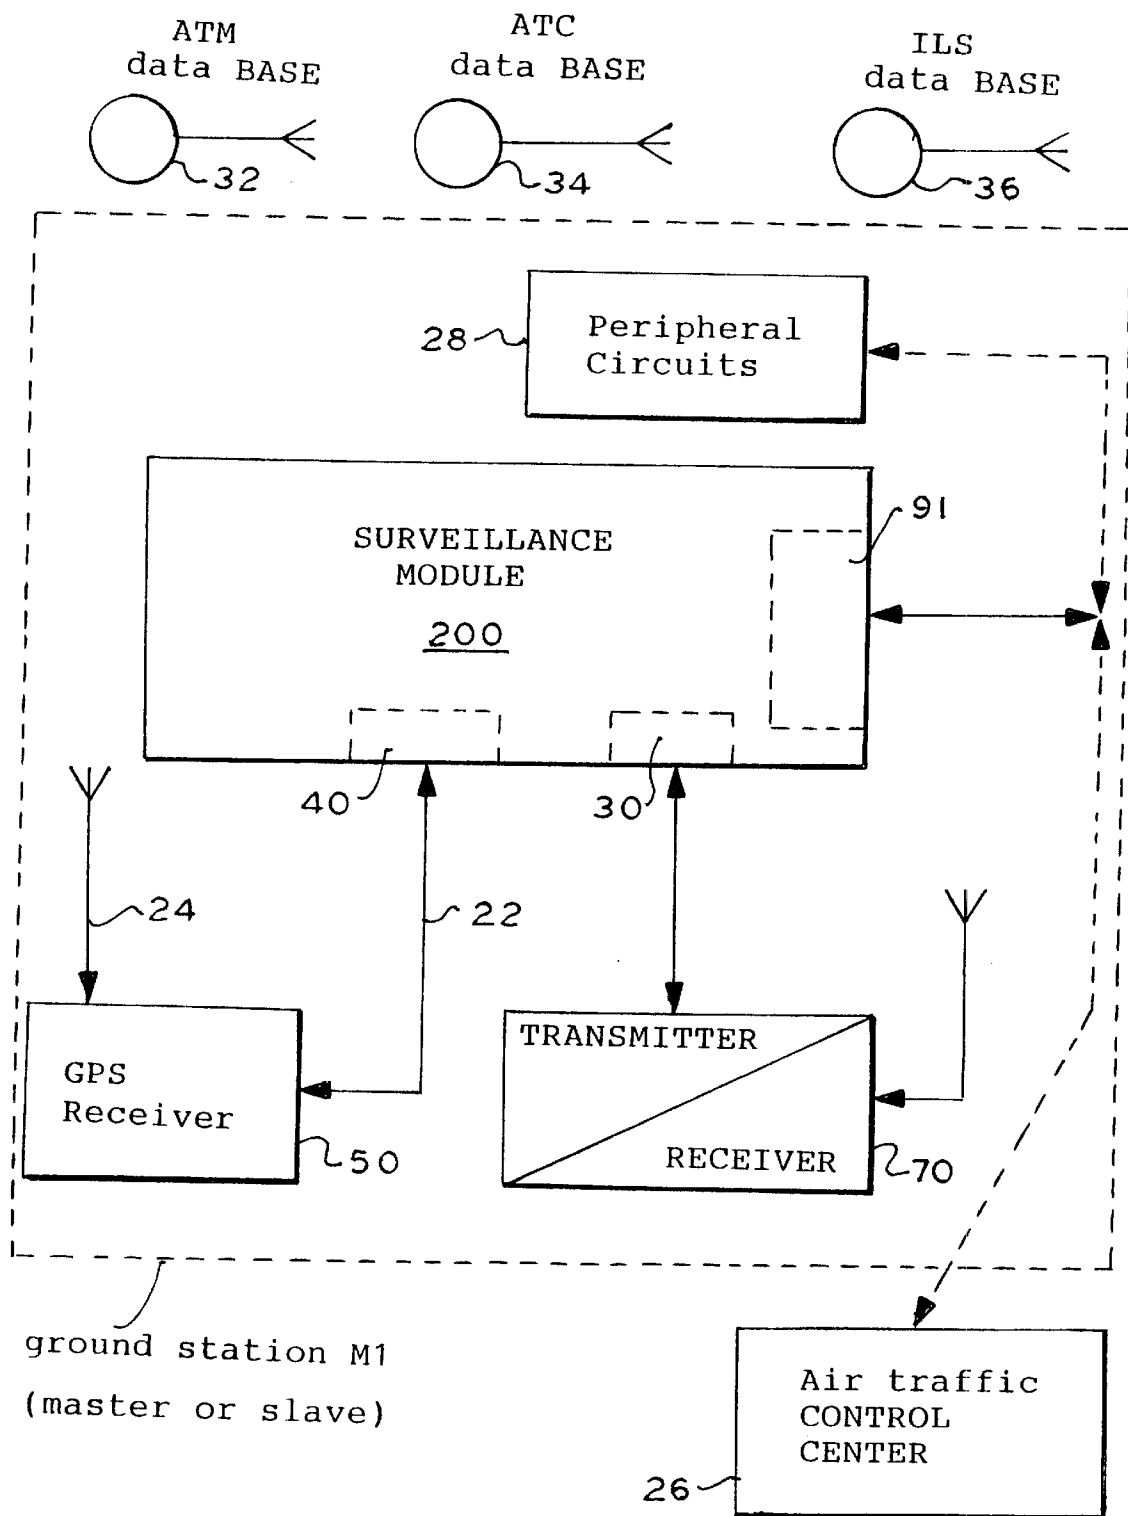 ATM
data BASE
ATC
data BASE
ILS
data BASE
32
34
36
28
Peripheral
Circuits
91
SURVEILLANCE
MODULE
200
40
30
24
22
GPS
Receiver
50
TRANSMITTER
RECEIVER
70
ground station M1
(master or slave)
Air traffic
CONTROL
CENTER
26